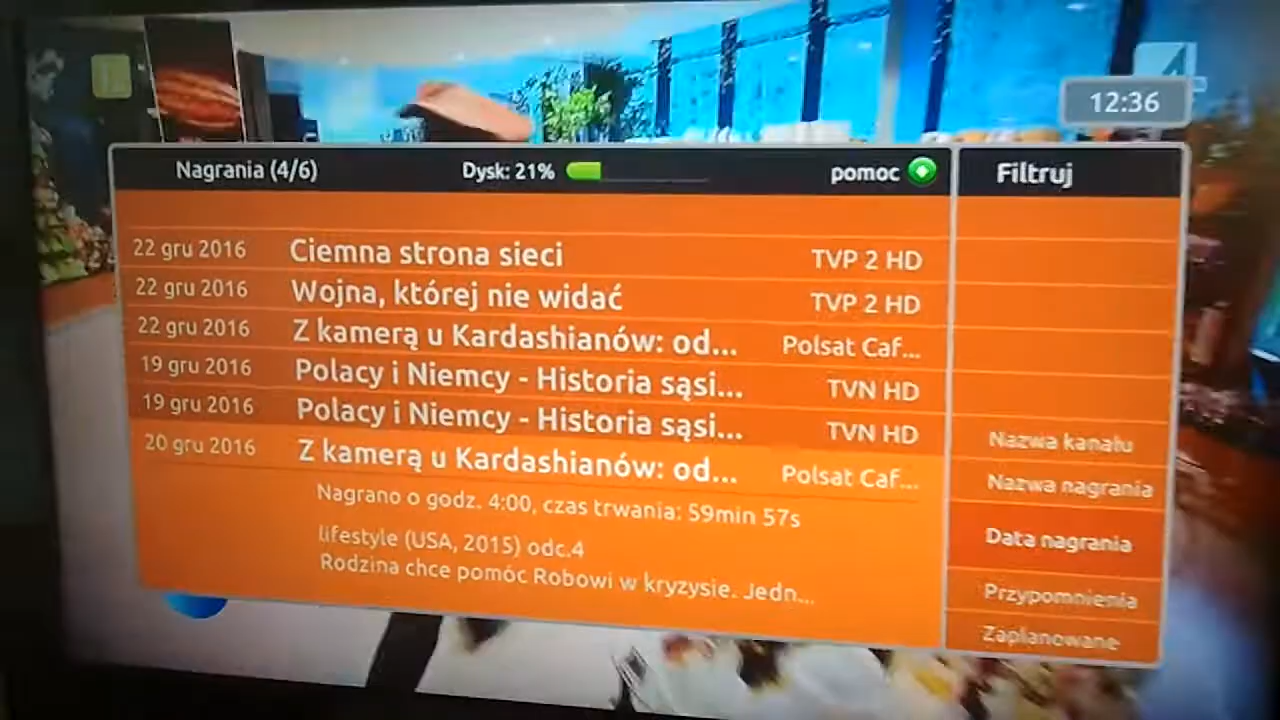 12:36
Nagrania (4/6) Dysk: 21% pomoc Filtruj
22 gru 2016 Ciemna strona sieci TVP 2 HD
22 gru 2016 Wojna, której nie widać TVP 2 HD
22 gru 2016 Z kamerą u Kardashianów: od... Polsat Caf...
19 gru 2016 Polacy i Niemcy - Historia sąsi... TVN HD
19 gru 2016 Polacy i Niemcy - Historia sąsi... TVN HD
20 gru 2016 Z kamerą u Kardashianów: od... Polsat Caf...
Nagrano o godz. 4:00, czas trwania: 59min 57s
lifestyle (USA, 2015) odc.4
Rodzina chce pomóc Robowi w kryzysie. Jedn...
Nazwa kanału
Nazwa nagrania
Data nagrania
Przypomnienia
Zaplanowane